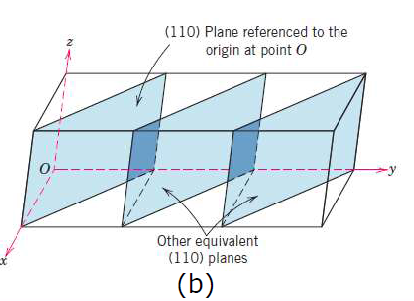 (110) Plane referenced to the
origin at point O
z
O
y
x
Other equivalent
(110) planes
(b)